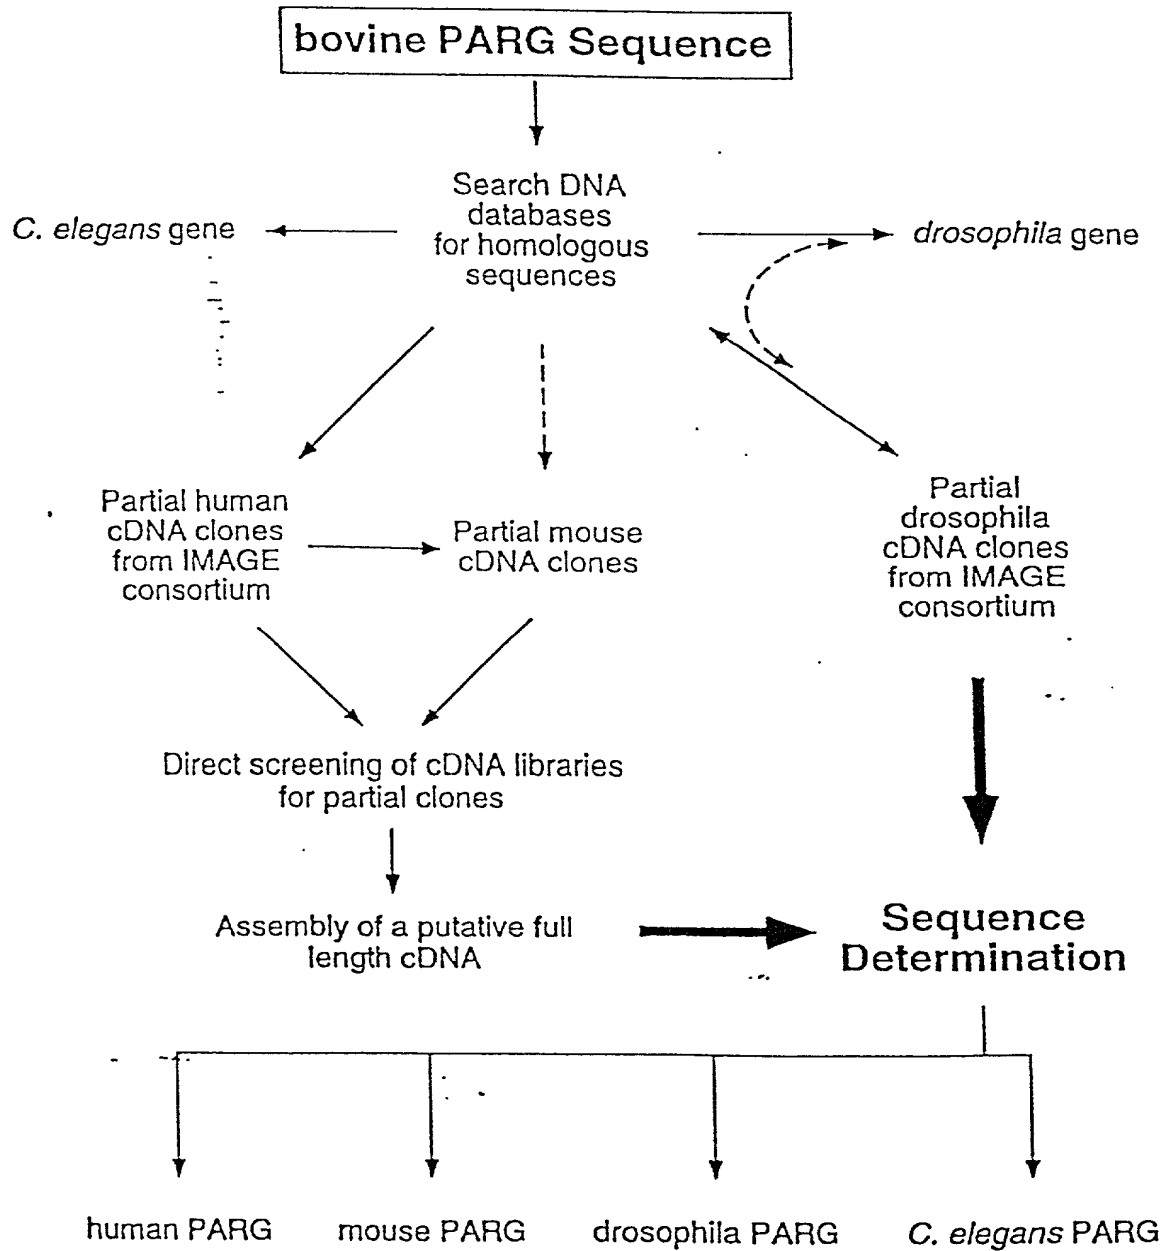 bovine PARG Sequence
Search DNA
databases
for homologous
sequences
C. elegans gene
drosophila gene
Partial human
cDNA clones
from IMAGE
consortium
Partial mouse
cDNA clones
Partial
drosophila
cDNA clones
from IMAGE
consortium
Direct screening of cDNA libraries
for partial clones
Assembly of a putative full
length cDNA
Sequence
Determination
human PARG
mouse PARG
drosophila PARG
C. elegans PARG